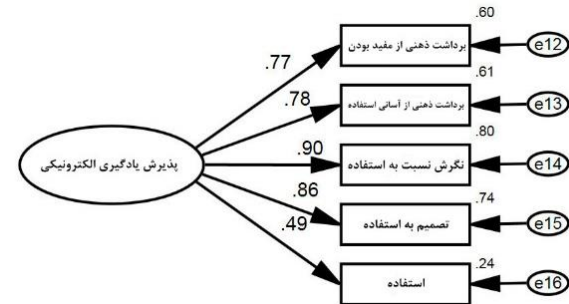 .60
برداشت ذهنی از مفید بودن
e12
.77
.61
برداشت ذهنی از آسانی استفاده
e13
.78
.80
پذیرش یادگیری الکترونیکی
نگرش نسبت به استفاده
e14
.90
.74
تصمیم به استفاده
e15
.86
.24
استفاده
e16
.49